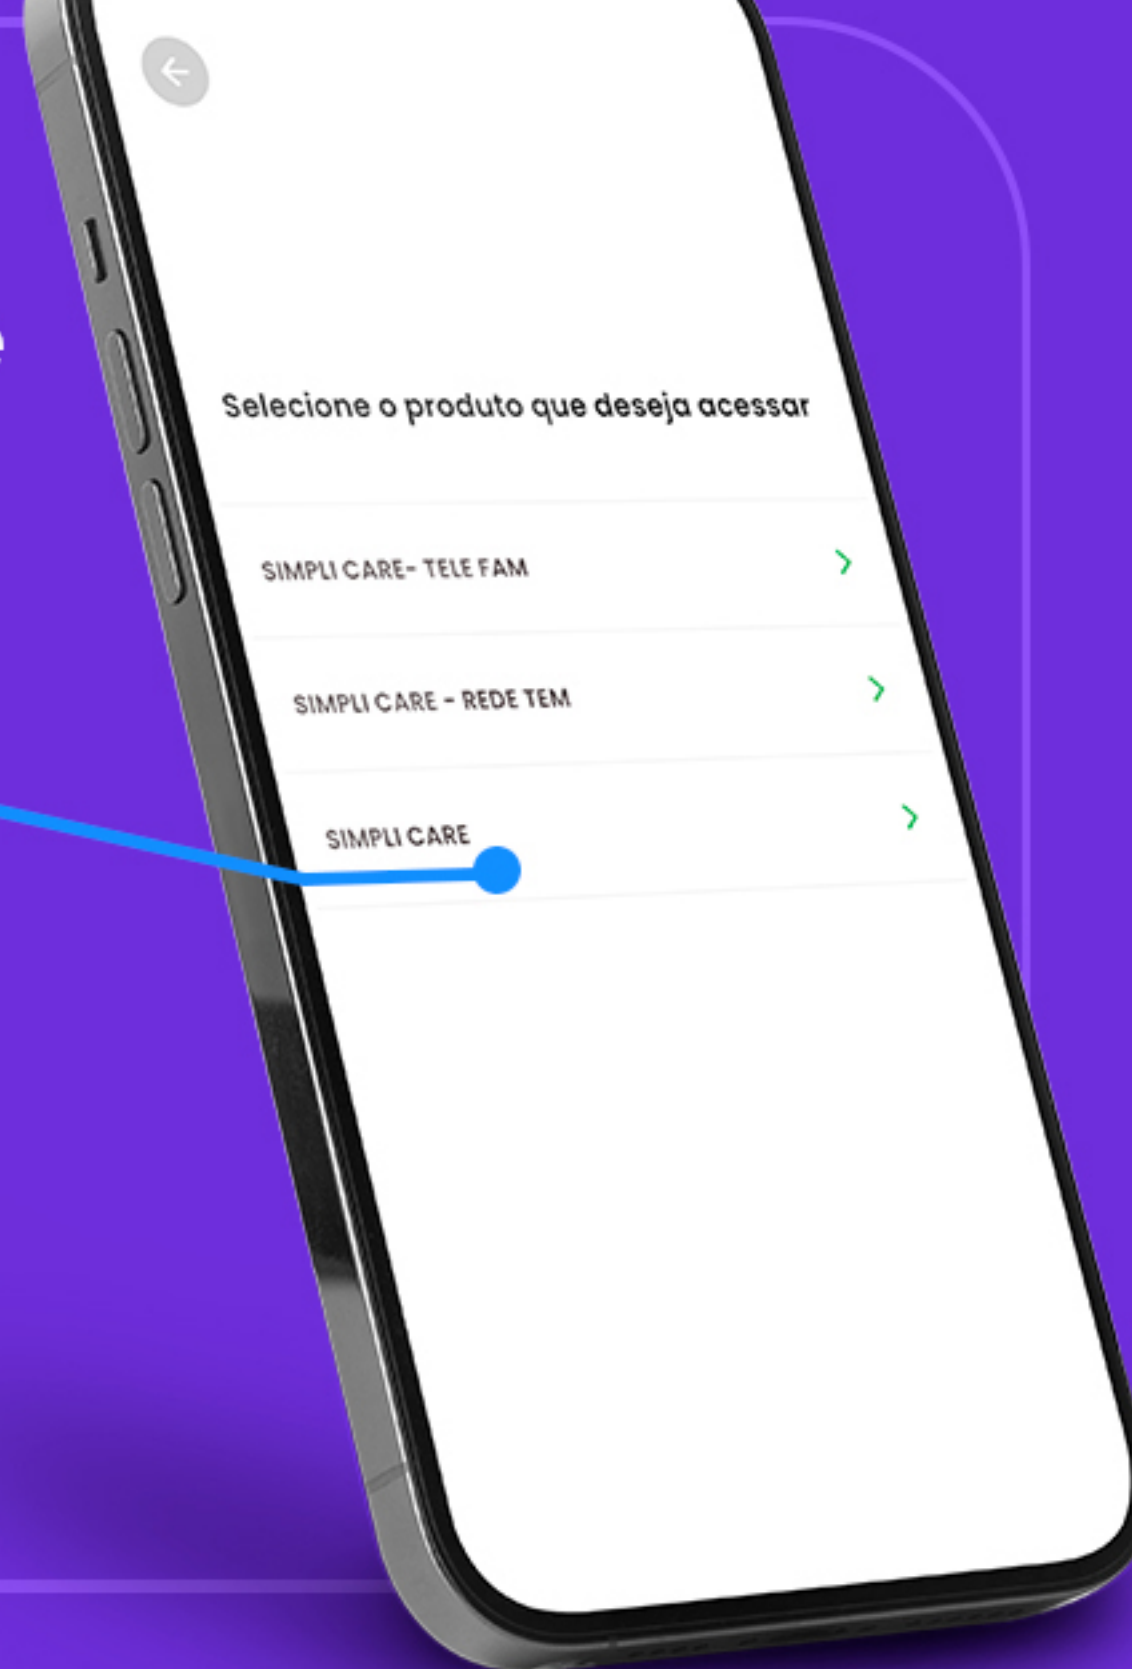 Selecione o produto que deseja acessar
SIMPLI CARE- TELE FAM
SIMPLI CARE - REDE TEM
SIMPLI CARE